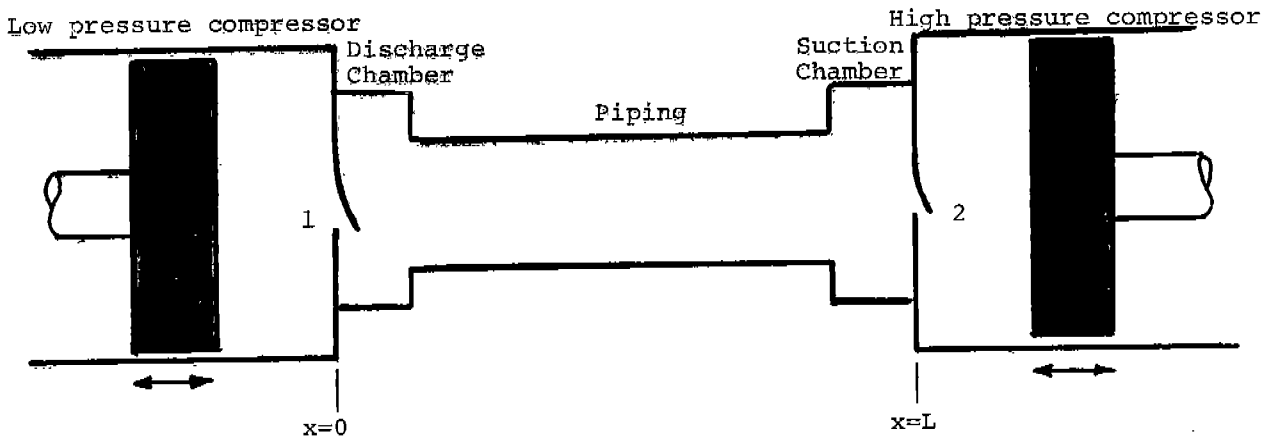 Low pressure compressor
High pressure compressor
Discharge
Chamber
Suction
Chamber
Piping
1
2
x=0
x=L